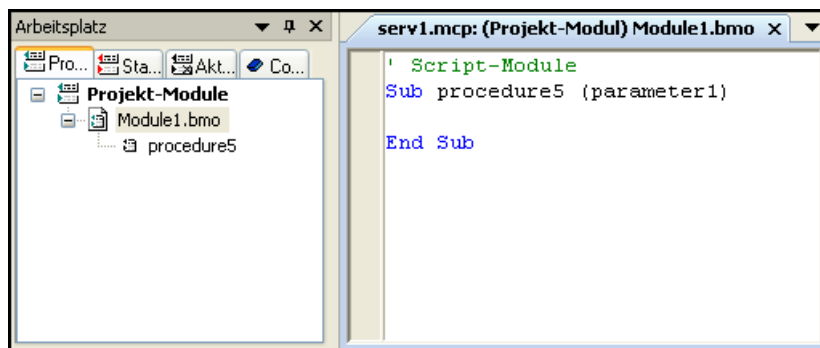 Arbeitsplatz
Pro... Sta... Akt... Co...
Projekt-Module
Module1.bmo
procedure5
serv1.mcp: (Projekt-Modul) Module1.bmo
' Script-Module
Sub procedure5 (parameter1)
End Sub